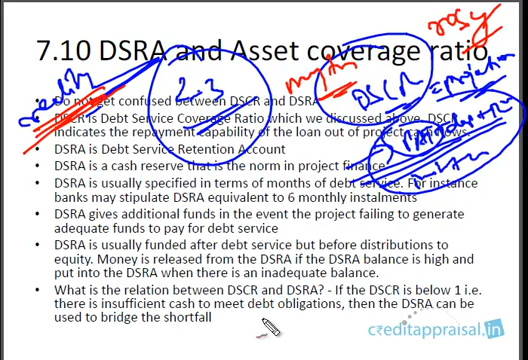 7.10 DSRA and Asset coverage ratio
rosy
reality
2-3
myth
DSCR
= projection
• Do not get confused between DSCR and DSRA
• DSCR is Debt Service Coverage Ratio which we discussed above, DSCR
indicates the repayment capability of the loan out of project cash flows.
DSRA is Debt Service Retention Account
• DSRA is a cash reserve that is the norm in project finance
• DSRA is usually specified in terms of months of debt service. For instance
banks may stipulate DSRA equivalent to 6 monthly instalments
• DSRA gives additional funds in the event the project failing to generate
adequate funds to pay for debt service
• DSRA is usually funded after debt service but before distributions to
equity. Money is released from the DSRA if the DSRA balance is high and
put into the DSRA when there is an inadequate balance.
• What is the relation between DSCR and DSRA? - If the DSCR is below 1 i.e.
there is insufficient cash to meet debt obligations, then the DSRA can be
used to bridge the shortfall
creditappraisal.in